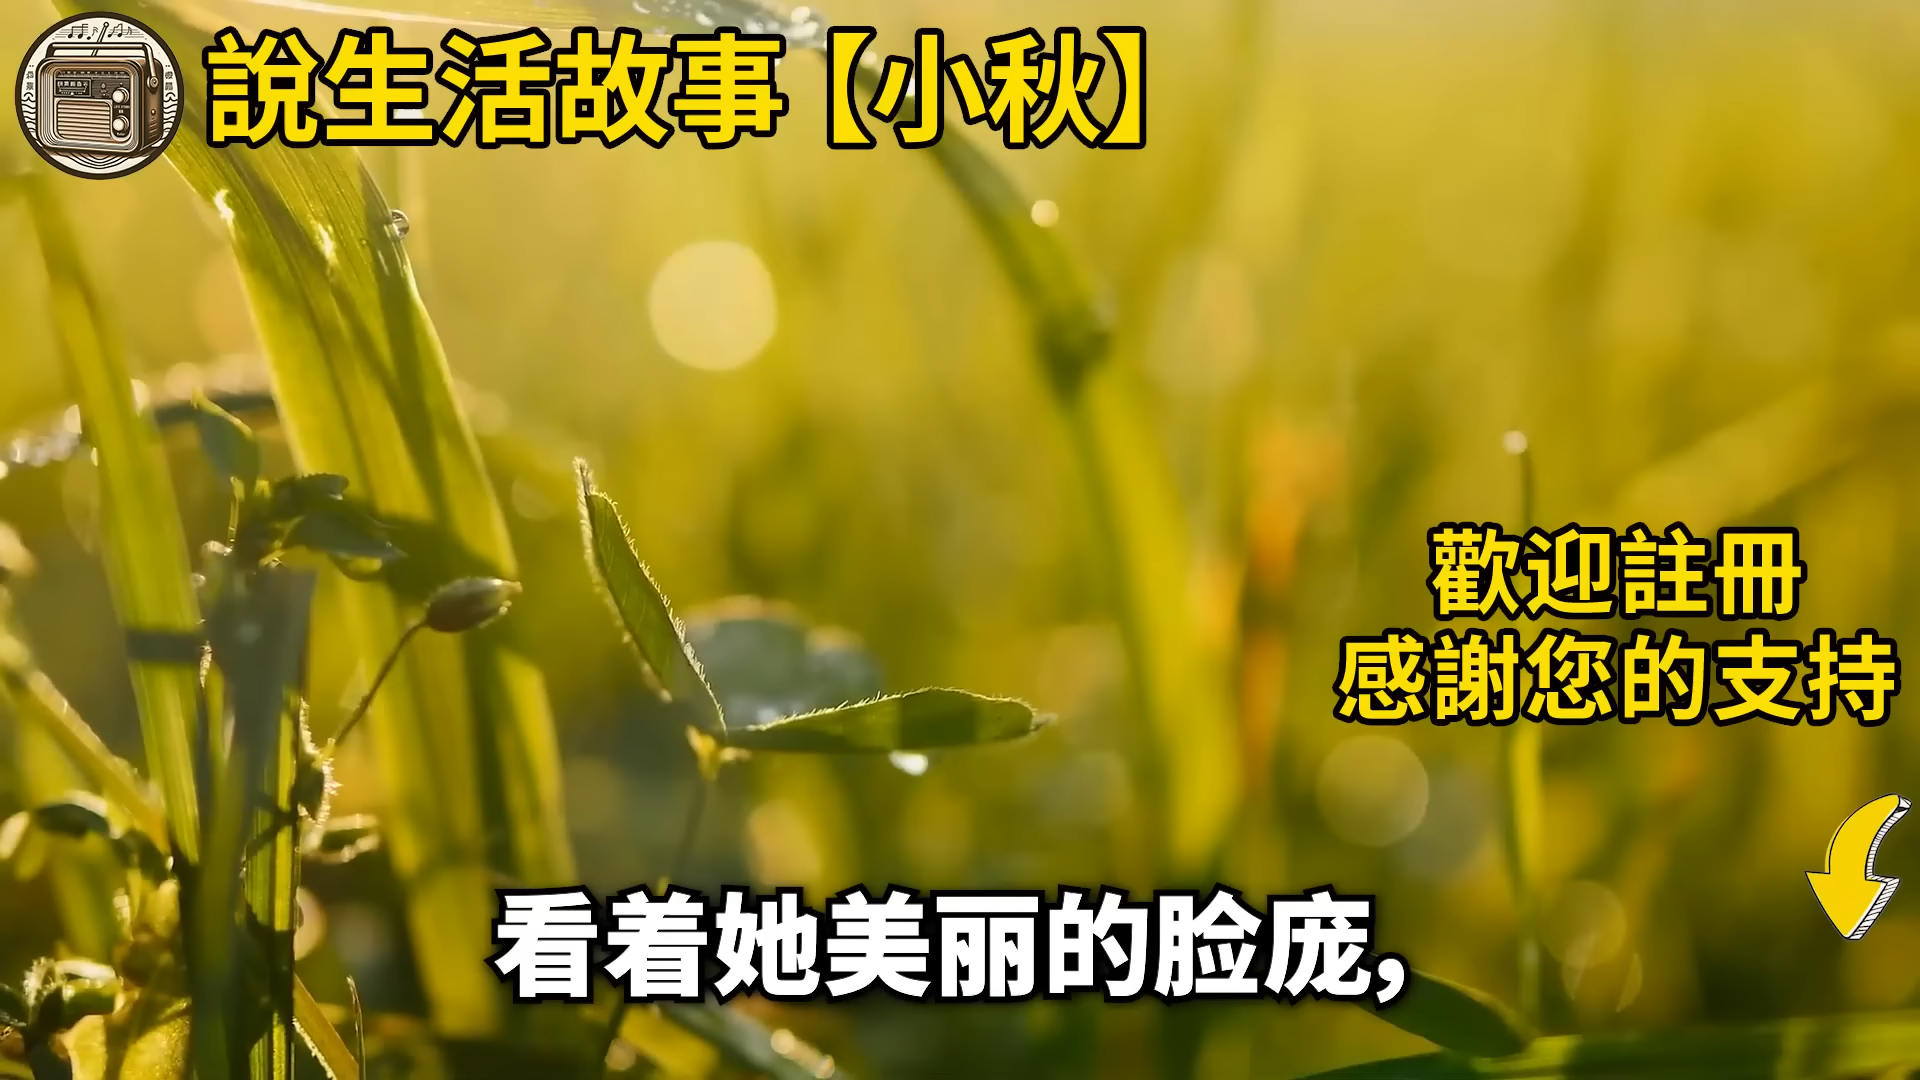 說生活故事【小秋】
歡迎註冊
感謝您的支持
看着她美丽的脸庞,